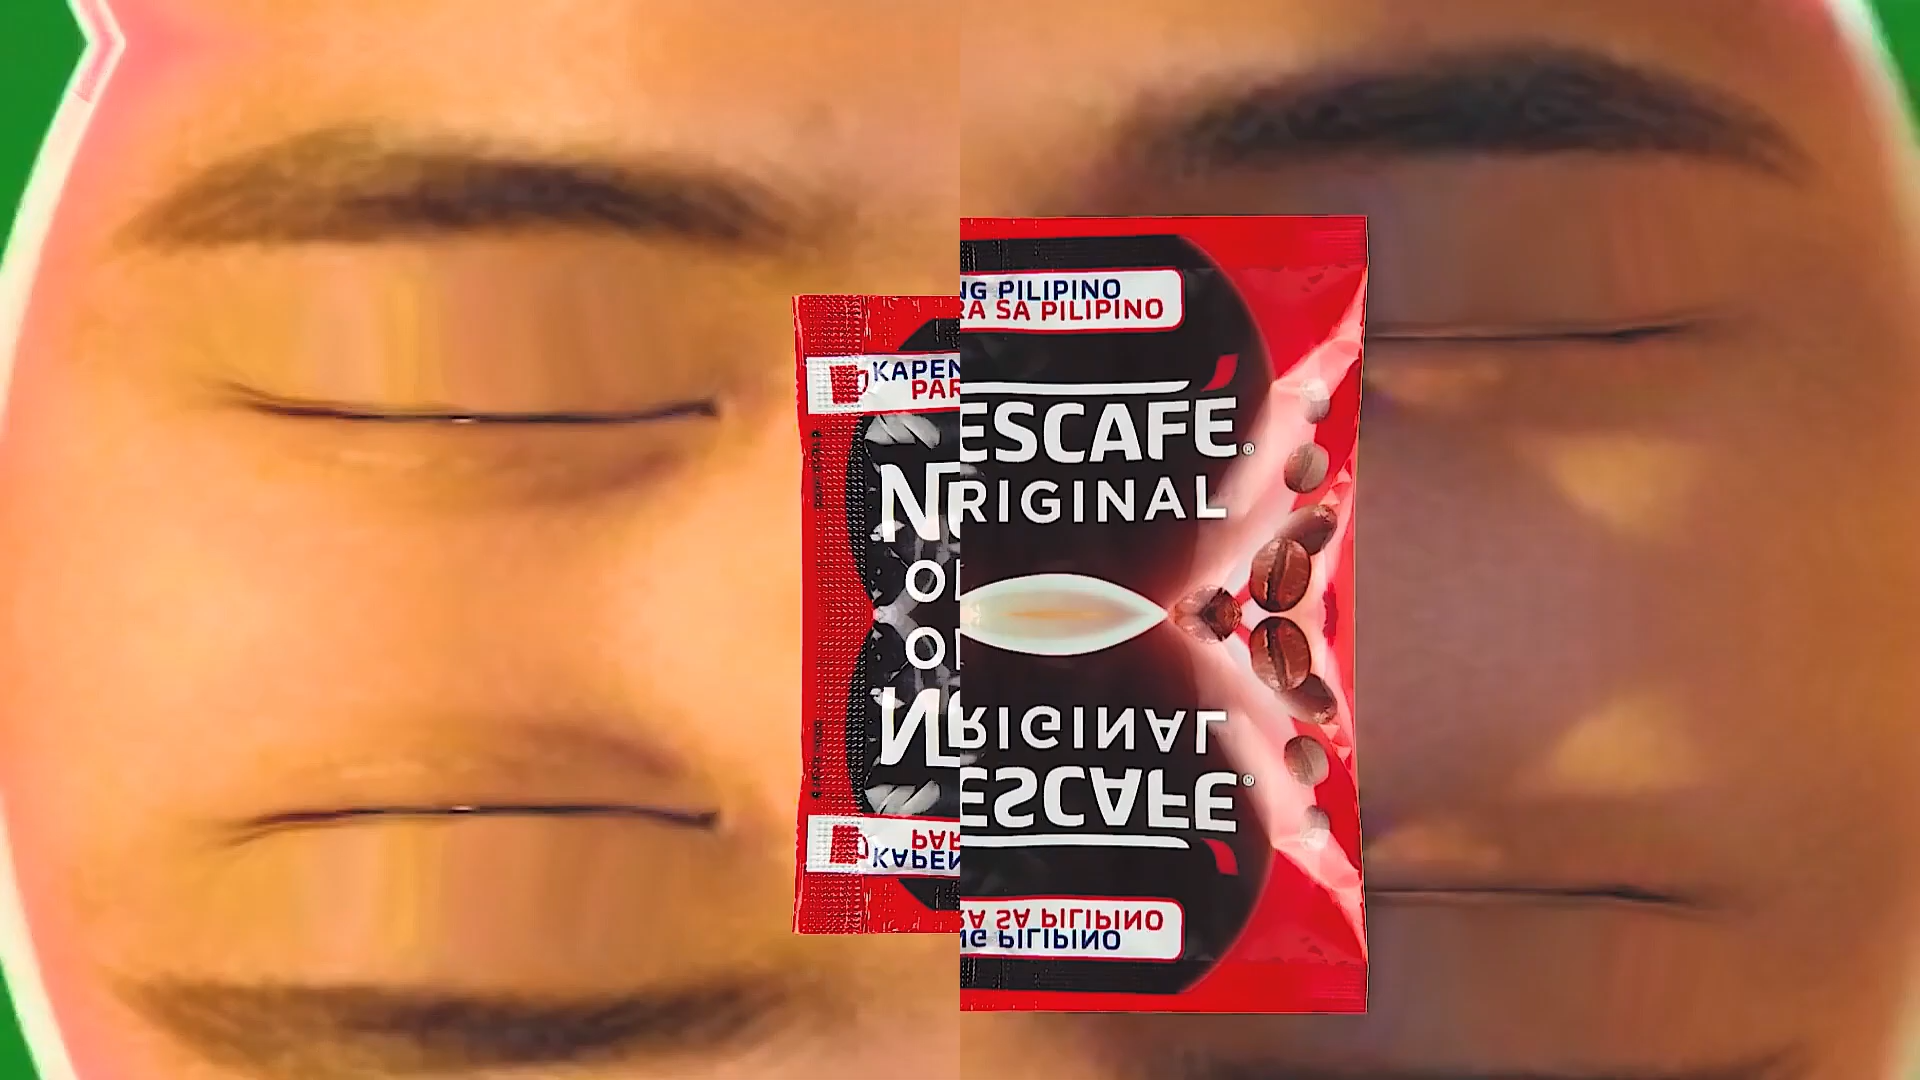 KAPENG PILIPINO
PARA SA PILIPINO
NESCAFÉ®
ORIGINAL
ORIGINAL
NESCAFÉ®
PARA SA PILIPINO
KAPENG PILIPINO